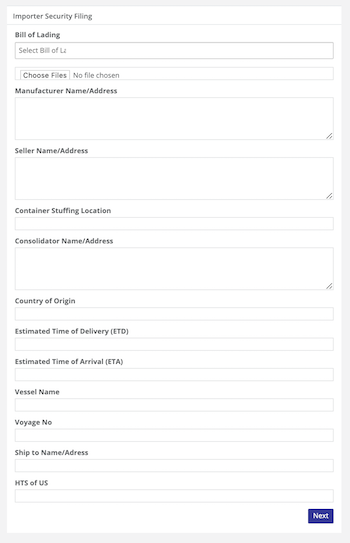 Importer Security Filing
Bill of Lading
Select Bill of La
Choose Files No file chosen
Manufacturer Name/Address
Seller Name/Address
Container Stuffing Location
Consolidator Name/Address
Country of Origin
Estimated Time of Delivery (ETD)
Estimated Time of Arrival (ETA)
Vessel Name
Voyage No
Ship to Name/Adress
HTS of US
Next